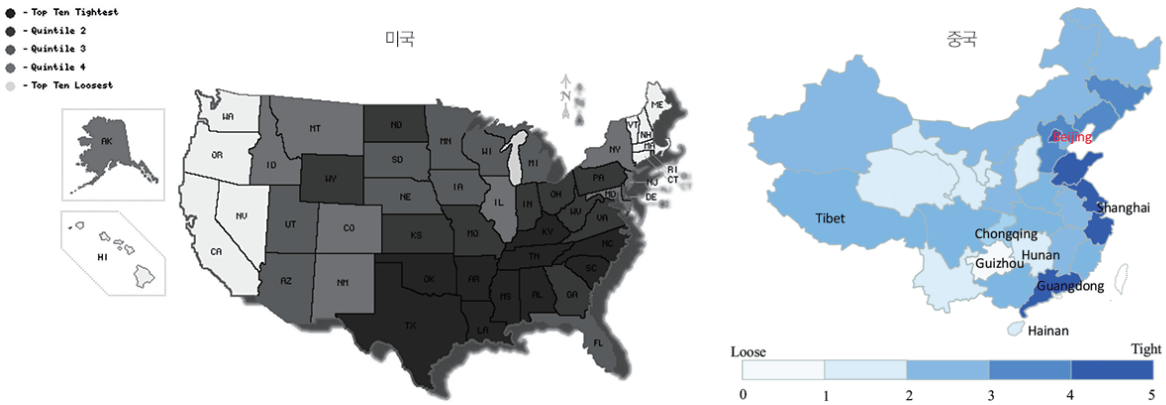 - Top Ten Tightest
- Quintile 2
- Quintile 3
- Quintile 4
- Top Ten Loosest
미국
중국
N
N
AK
HI
WA
OR
CA
NV
ID
MT
WY
UT
CO
AZ
NM
ND
SD
NE
KS
OK
TX
MN
IA
MO
AR
LA
WI
IL
MI
IN
OH
KY
TN
MS
AL
GA
FL
SC
NC
VA
WV
PA
NY
MD
DE
NJ
CT
RI
MA
VT
NH
ME
Beijing
Shanghai
Tibet
Chongqing
Hunan
Guizhou
Guangdong
Hainan
Loose
Tight
0
1
2
3
4
5